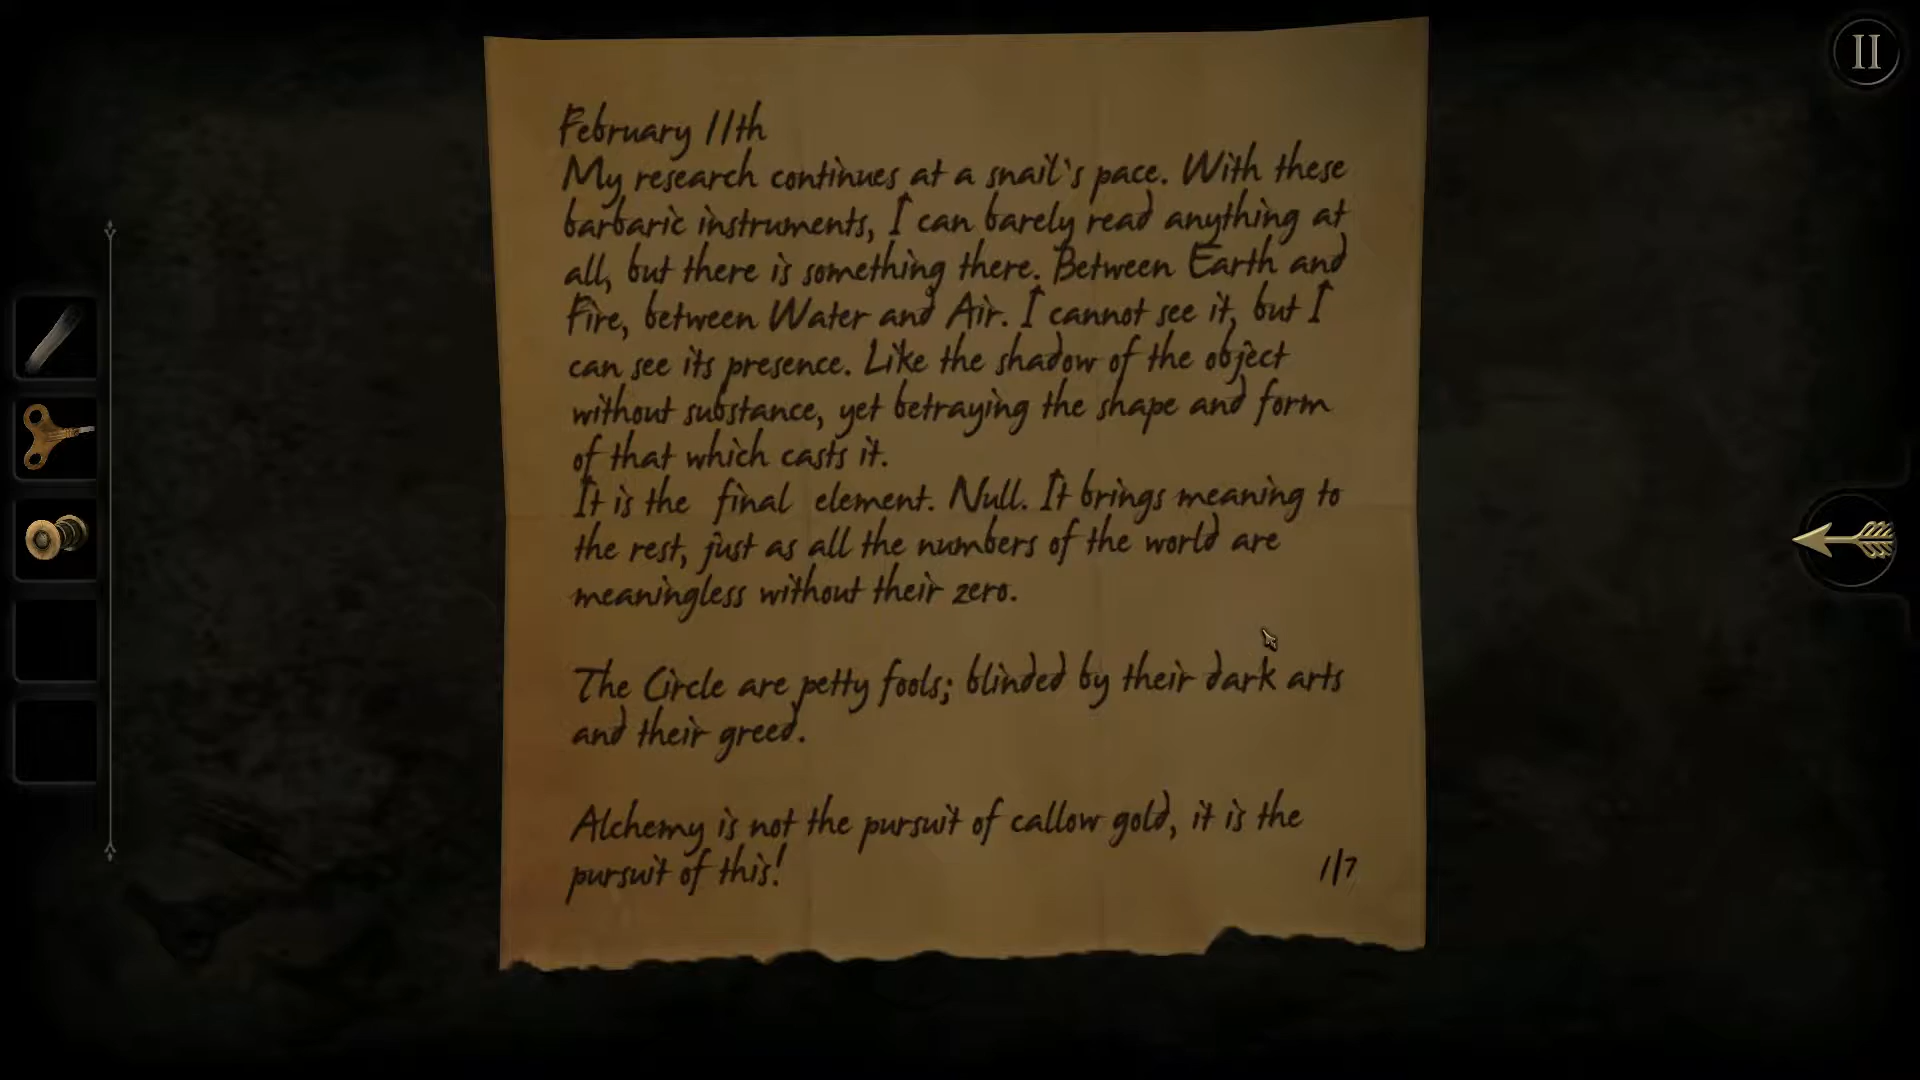 February 11th
My research continues at a snail's pace. With these
barbaric instruments, I can barely read anything at
all, but there is something there. Between Earth and
Fire, between Water and Air. I cannot see it, but I
can see its presence. Like the shadow of the object
without substance, yet betraying the shape and form
of that which casts it.
It is the final element. Null. It brings meaning to
the rest, just as all the numbers of the world are
meaningless without their zero.
The Circle are petty fools; blinded by their dark arts
and their greed.
Alchemy is not the pursuit of callow gold, it is the
pursuit of this!
1/7